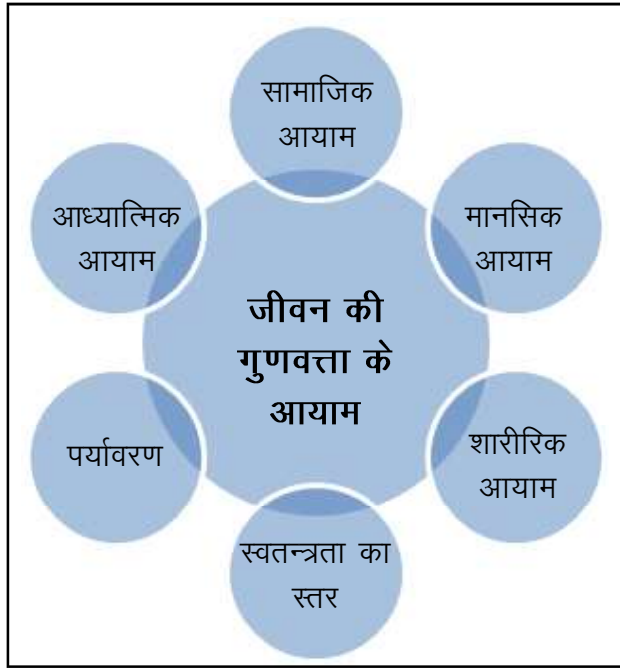 सामाजिक
आयाम
मानसिक
आयाम
शारीरिक
आयाम
स्वतन्त्रता का
स्तर
पर्यावरण
आध्यात्मिक
आयाम
जीवन की
गुणवत्ता के
आयाम